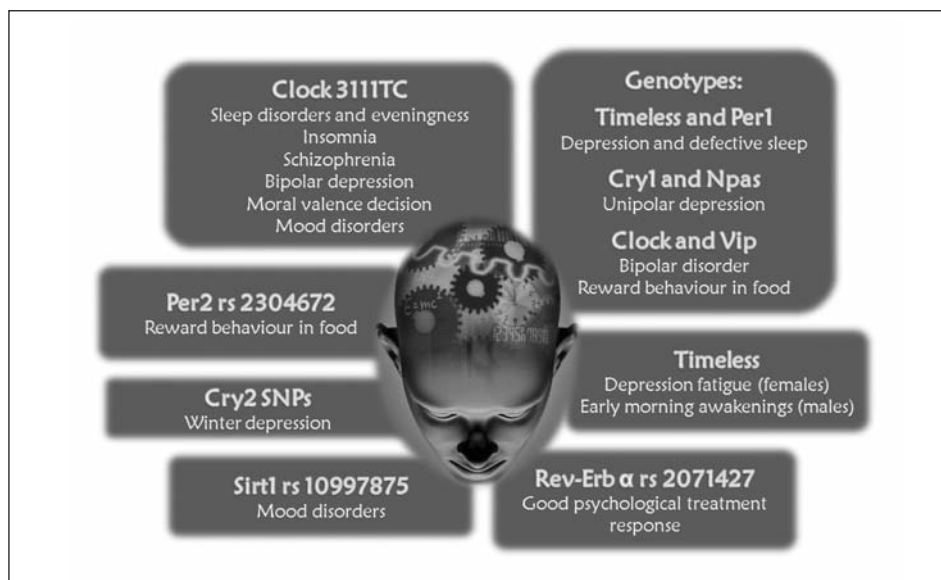 Clock 3111TC
Sleep disorders and eveningness
Insomnia
Schizophrenia
Bipolar depression
Moral valence decision
Mood disorders
Genotypes:
Timeless and Per1
Depression and defective sleep
Cry1 and Npas
Unipolar depression
Clock and Vip
Bipolar disorder
Reward behaviour in food
Per2 rs 2304672
Reward behaviour in food
Cry2 SNPs
Winter depression
Timeless
Depression fatigue (females)
Early morning awakenings (males)
Sirt1 rs 10997875
Mood disorders
Rev-Erb α rs 2071427
Good psychological treatment
response